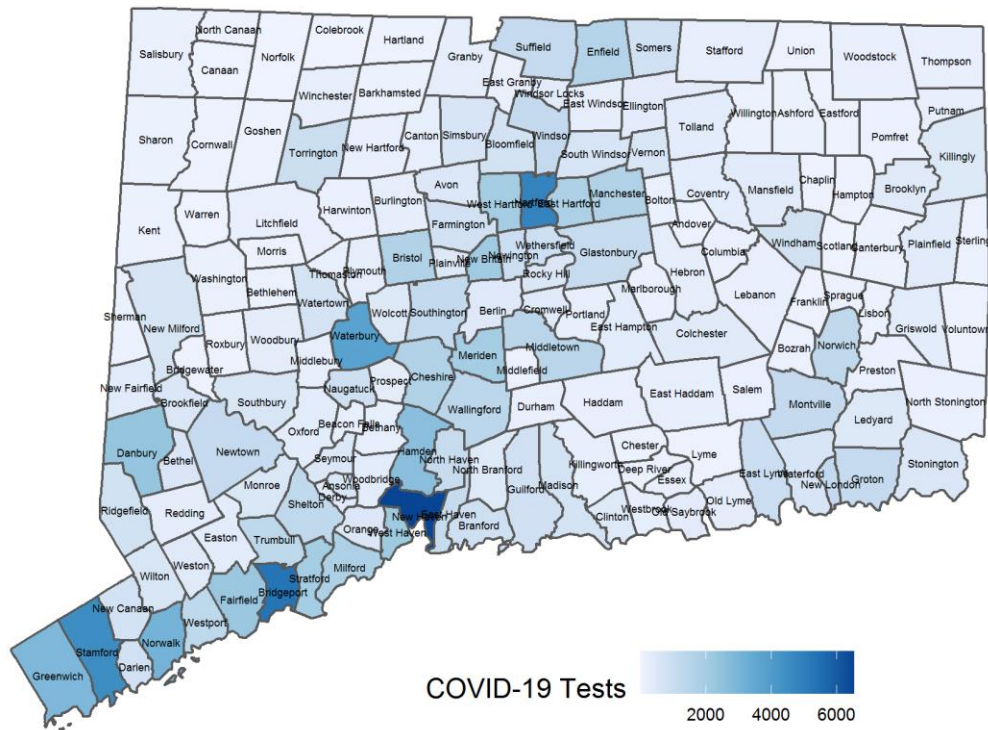 North Canaan
Colebrook
Hartland
Suffield
Enfield
Somers
Stafford
Union
Woodstock
Thompson
Salisbury
Canaan
Norfolk
Granby
East Granby
Windsor Locks
Winchester
Barkhamsted
East Windsor
Ellington
Willington
Ashford
Eastford
Putnam
Pomfret
Sharon
Cornwall
Goshen
Torrington
New Hartford
Canton
Simsbury
Bloomfield
Windsor
South Windsor
Vernon
Tolland
Killingly
Avon
West Hartford
Hartford
East Hartford
Manchester
Bolton
Coventry
Mansfield
Chaplin
Hampton
Brooklyn
Kent
Warren
Litchfield
Harwinton
Burlington
Farmington
Andover
Columbia
Windham
Scotland
Canterbury
Plainfield
Sterling
Morris
Bristol
Plainville
New Britain
Newington
Wethersfield
Glastonbury
Rocky Hill
Hebron
Marlborough
Washington
Bethlehem
Thomaston
Plymouth
Watertown
Wolcott
Southington
Berlin
Cromwell
Portland
East Hampton
Colchester
Lebanon
Franklin
Sprague
Lisbon
Griswold
Voluntown
Sherman
New Milford
Roxbury
Woodbury
Waterbury
Middlebury
Meriden
Middletown
Middlefield
Bozrah
Norwich
Preston
New Fairfield
Bridgewater
Brookfield
Southbury
Naugatuck
Prospect
Cheshire
Wallingford
Durham
Haddam
East Haddam
Salem
Montville
Ledyard
North Stonington
Danbury
Bethel
Newtown
Oxford
Beacon Falls
Bethany
Hamden
North Haven
Seymour
Woodbridge
North Branford
Guilford
Madison
Killingworth
Chester
Deep River
Essex
Lyme
East Lyme
Waterford
New London
Groton
Stonington
Ridgefield
Redding
Monroe
Shelton
Ansonia
Derby
Orange
New Haven
East Haven
West Haven
Branford
Clinton
Westbrook
Old Saybrook
Old Lyme
Easton
Trumbull
Wilton
Weston
Fairfield
Bridgeport
Stratford
Milford
New Canaan
Westport
Norwalk
Greenwich
Stamford
Darien
COVID-19 Tests
2000 4000 6000